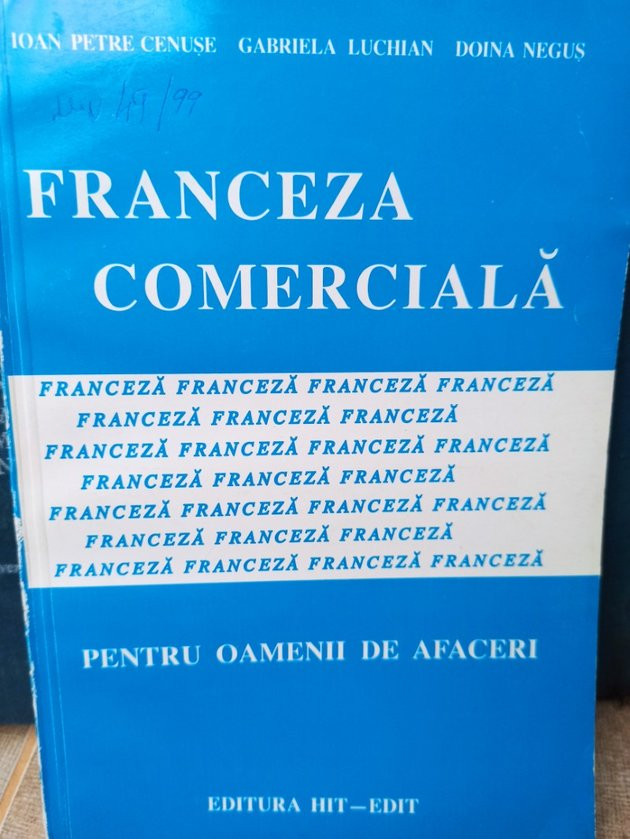 IOAN PETRE CENUȘE GABRIELA LUCHIAN DOINA NEGUȘ
/49/99
FRANCEZA
COMERCIALĂ
FRANCEZĂ FRANCEZĂ FRANCEZĂ FRANCEZĂ
FRANCEZĂ FRANCEZĂ FRANCEZĂ
FRANCEZĂ FRANCEZĂ FRANCEZĂ FRANCEZĂ
FRANCEZĂ FRANCEZĂ FRANCEZĂ
FRANCEZĂ FRANCEZĂ FRANCEZĂ FRANCEZĂ
FRANCEZĂ FRANCEZĂ FRANCEZĂ
FRANCEZĂ FRANCEZĂ FRANCEZĂ FRANCEZĂ
PENTRU OAMENII DE AFACERI
EDITURA HIT—EDIT